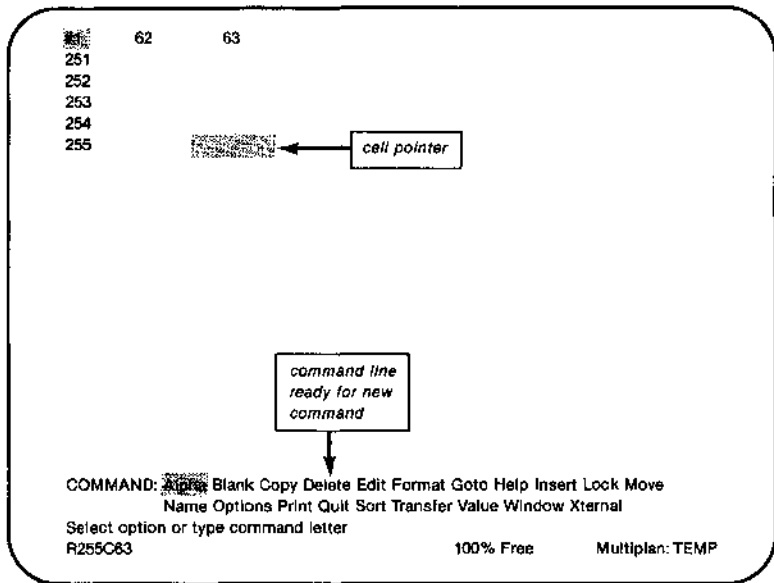 #1 62 63
251
252
253
254
255
cell pointer
command line
ready for new
command
COMMAND: Alpha Blank Copy Delete Edit Format Goto Help Insert Lock Move
Name Options Print Quit Sort Transfer Value Window Xternal
Select option or type command letter
R255C63 100% Free Multiplan: TEMP